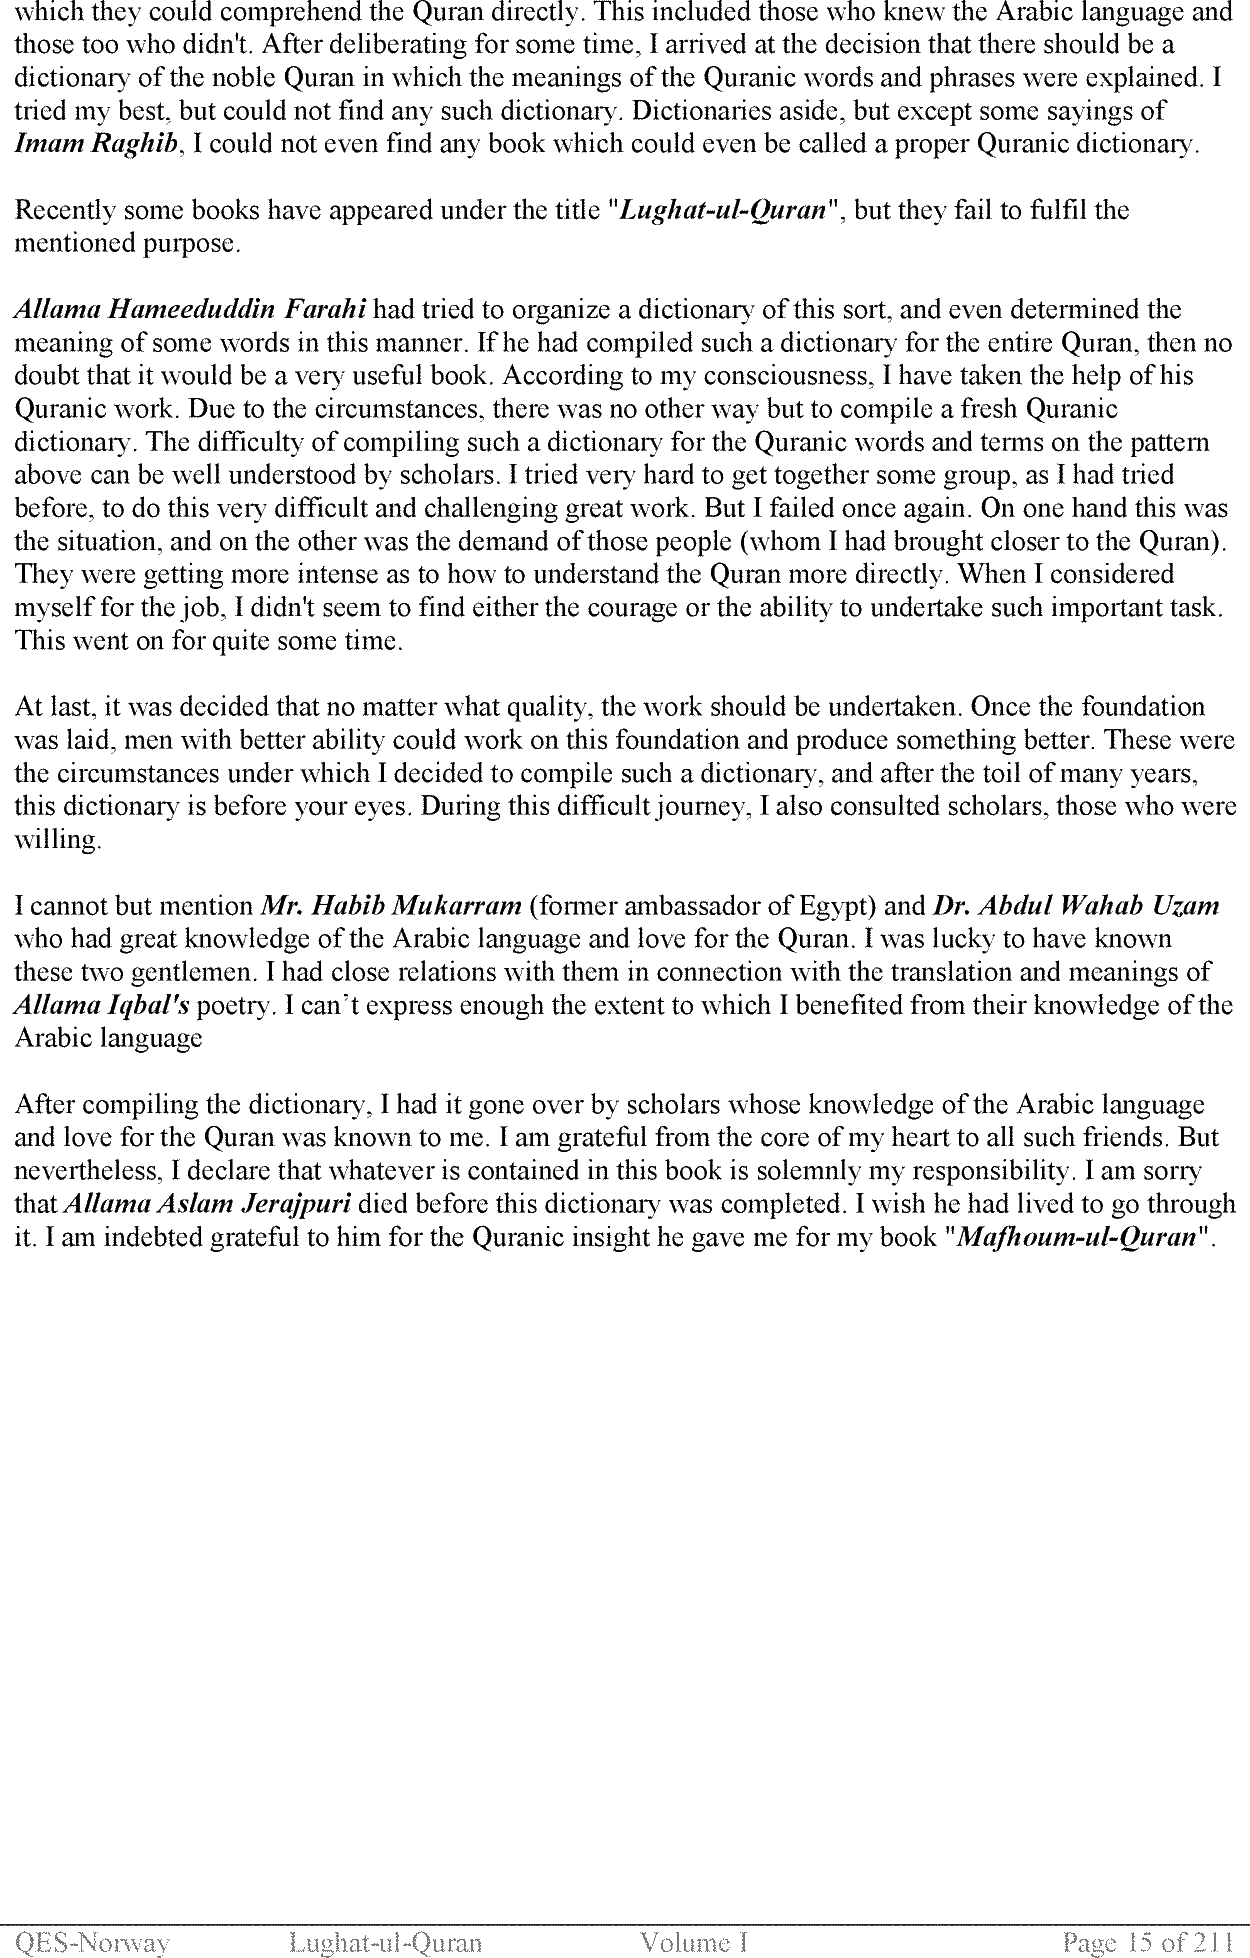 which they could comprehend the Quran directly. This included those who knew the Arabic language and
those too who didn't. After deliberating for some time, I arrived at the decision that there should be a
dictionary of the noble Quran in which the meanings of the Quranic words and phrases were explained. I
tried my best, but could not find any such dictionary. Dictionaries aside, but except some sayings of
Imam Raghib, I could not even find any book which could even be called a proper Quranic dictionary.
Recently some books have appeared under the title "Lughat-ul-Quran", but they fail to fulfil the
mentioned purpose.
Allama Hameeduddin Farahi had tried to organize a dictionary of this sort, and even determined the
meaning of some words in this manner. If he had compiled such a dictionary for the entire Quran, then no
doubt that it would be a very useful book. According to my consciousness, I have taken the help of his
Quranic work. Due to the circumstances, there was no other way but to compile a fresh Quranic
dictionary. The difficulty of compiling such a dictionary for the Quranic words and terms on the pattern
above can be well understood by scholars. I tried very hard to get together some group, as I had tried
before, to do this very difficult and challenging great work. But I failed once again. On one hand this was
the situation, and on the other was the demand of those people (whom I had brought closer to the Quran).
They were getting more intense as to how to understand the Quran more directly. When I considered
myself for the job, I didn't seem to find either the courage or the ability to undertake such important task.
This went on for quite some time.
At last, it was decided that no matter what quality, the work should be undertaken. Once the foundation
was laid, men with better ability could work on this foundation and produce something better. These were
the circumstances under which I decided to compile such a dictionary, and after the toil of many years,
this dictionary is before your eyes. During this difficult journey, I also consulted scholars, those who were
willing.
I cannot but mention Mr. Habib Mukarram (former ambassador of Egypt) and Dr. Abdul Wahab Uzam
who had great knowledge of the Arabic language and love for the Quran. I was lucky to have known
these two gentlemen. I had close relations with them in connection with the translation and meanings of
Allama Iqbal's poetry. I can't express enough the extent to which I benefited from their knowledge of the
Arabic language
After compiling the dictionary, I had it gone over by scholars whose knowledge of the Arabic language
and love for the Quran was known to me. I am grateful from the core of my heart to all such friends. But
nevertheless, I declare that whatever is contained in this book is solemnly my responsibility. I am sorry
that Allama Aslam Jerajpuri died before this dictionary was completed. I wish he had lived to go through
it. I am indebted grateful to him for the Quranic insight he gave me for my book "Mafhoum-ul-Quran".
QES-Norway Lughat-ul-Quran Volume I Page 15 of 211